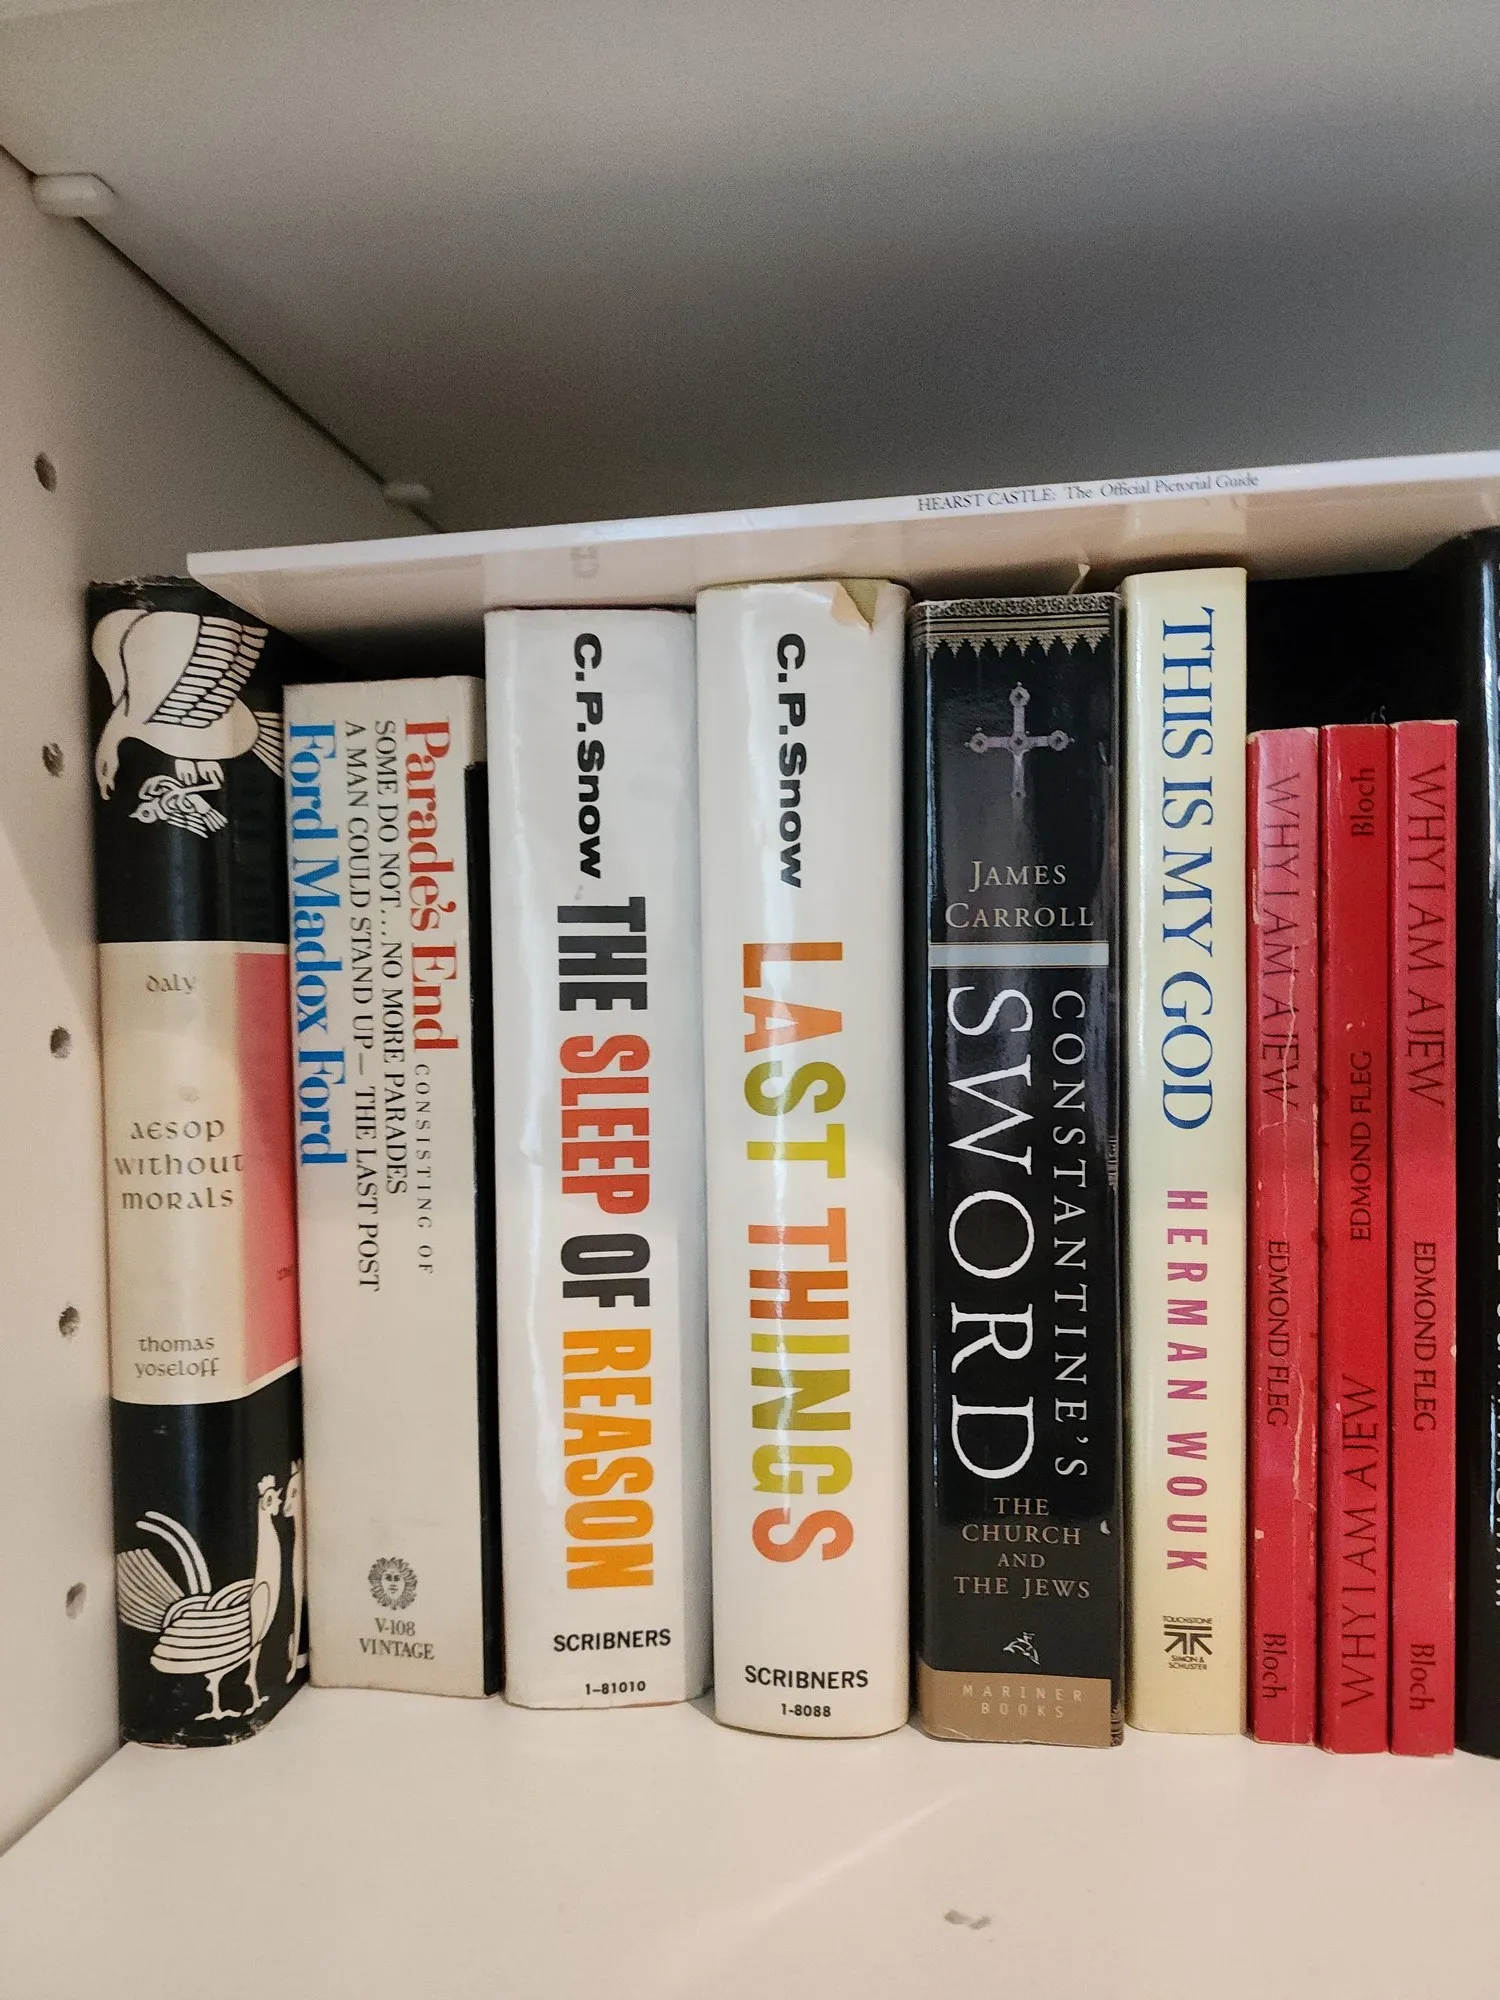 HEARST CASTLE: The Official Pictorial Guide
daly
aesop
without
morals
thomas
yoseloff
Parade's End CONSISTING OF
SOME DO NOT... NO MORE PARADES
A MAN COULD STAND UP— THE LAST POST
Ford Madox Ford
V-108
VINTAGE
C.P.Snow THE SLEEP OF REASON
SCRIBNERS
1-81010
C.P.Snow LAST THINGS
SCRIBNERS
1-8088
JAMES
CARROLL
CONSTANTINE'S
SWORD
THE
CHURCH
AND
THE JEWS
MARINER
BOOKS
THIS IS MY GOD HERMAN WOUK
TOUCHSTONE
SIMON &
SCHUSTER
WHY I AM A JEW EDMOND FLEG Bloch
WHY I AM A JEW EDMOND FLEG Bloch
WHY I AM A JEW EDMOND FLEG Bloch